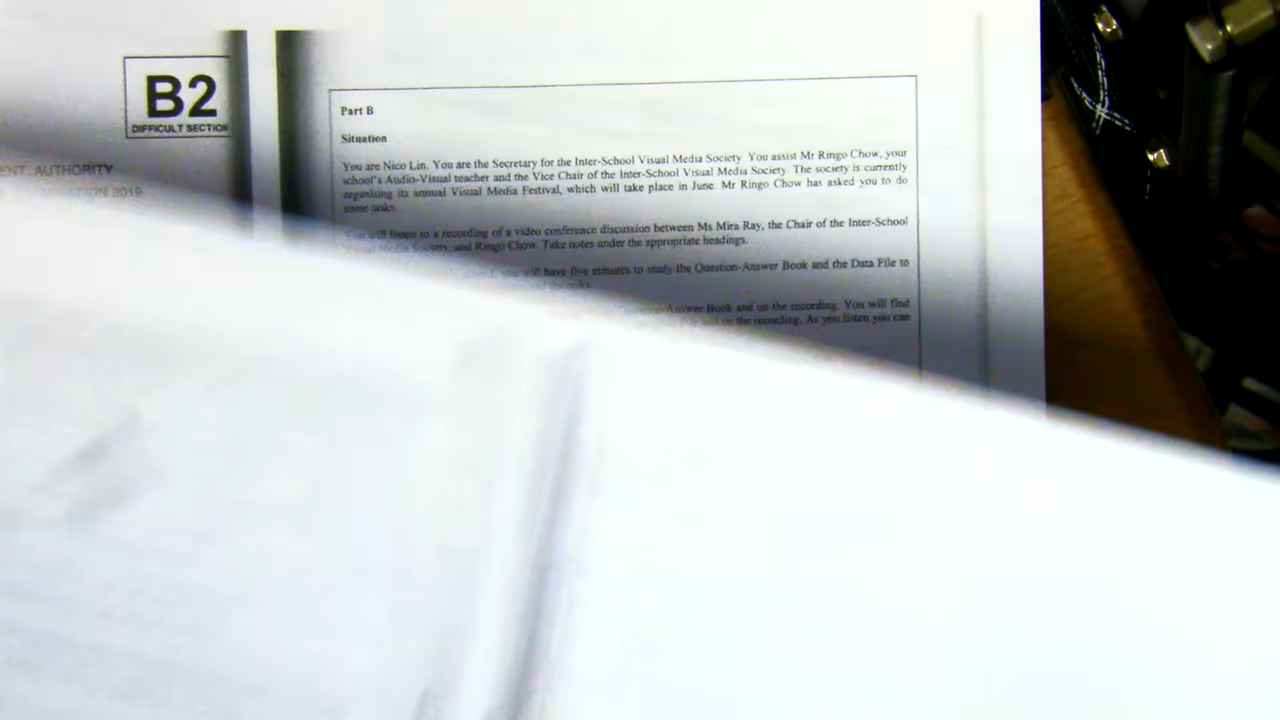 B2
DIFFICULT SECTION
AUTHORITY
2019
Part B
Situation
You are Nico Lin. You are the Secretary for the Inter-School Visual Media Society You assist Mr Ringo Chow, your
school's Audio-Visual teacher and the Vice Chair of the Inter-School Visual Media Society The society is currently
organising its annual Visual Media Festival, which will take place in June. Mr Ringo Chow has asked you to do
some tasks.
You will listen to a recording of a video conference discussion between Ms Mira Ray, the Chair of the Inter-School
Visual Media Society, and Ringo Chow. Take notes under the appropriate headings.
you will have five minutes to study the Question-Answer Book and the Data File to
Answer Book and on the recording. You will find
and on the recording. As you listen you can